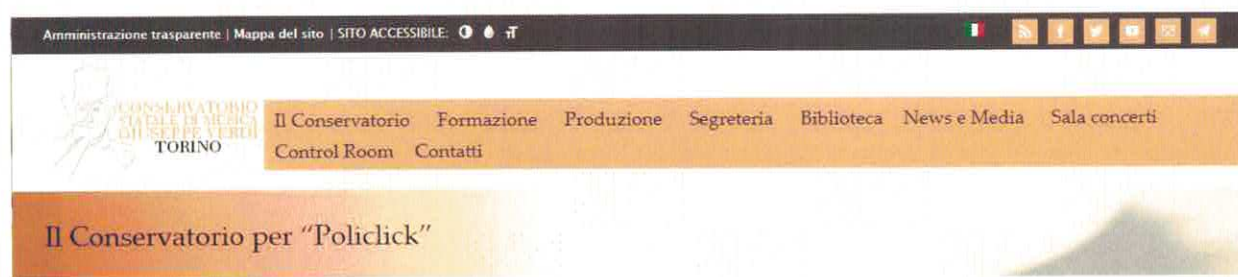 Amministrazione trasparente | Mappa del sito | SITO ACCESSIBILE:
CONSERVATORIO
STATALE DI MUSICA
GIUSEPPE VERDI
TORINO
Il Conservatorio Formazione Produzione Segreteria Biblioteca News e Media Sala concerti
Control Room Contatti
Il Conservatorio per “Policlick”